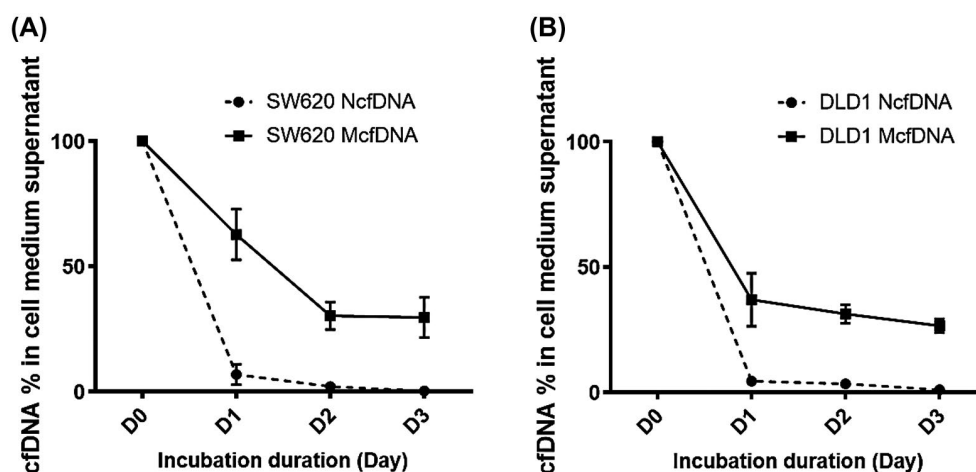 (A)
cfDNA % in cell medium supernatant
SW620 NcfDNA
SW620 McfDNA
100
50
0
D0
D1
D2
D3
Incubation duration (Day)
(B)
cfDNA % in cell medium supernatant
DLD1 NcfDNA
DLD1 McfDNA
100
50
0
D0
D1
D2
D3
Incubation duration (Day)